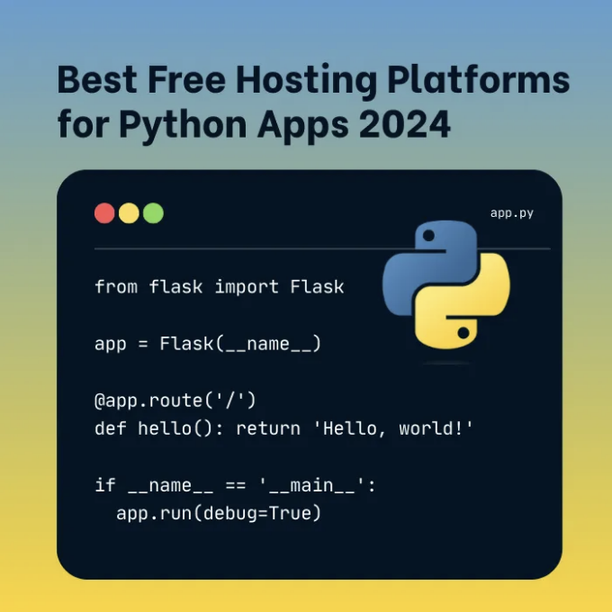 Best Free Hosting Platforms
for Python Apps 2024
app.py
from flask import Flask
app = Flask(__name__)
@app.route('/')
def hello(): return 'Hello, world!'
if __name__ == '__main__':
app.run(debug=True)